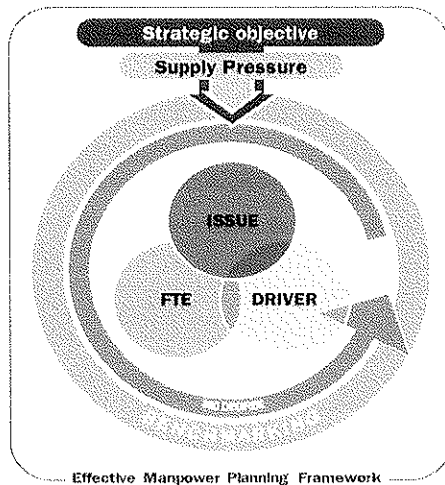 Strategic objective
Supply Pressure
ISSUE
FTE
DRIVER
Effective Manpower Planning Framework